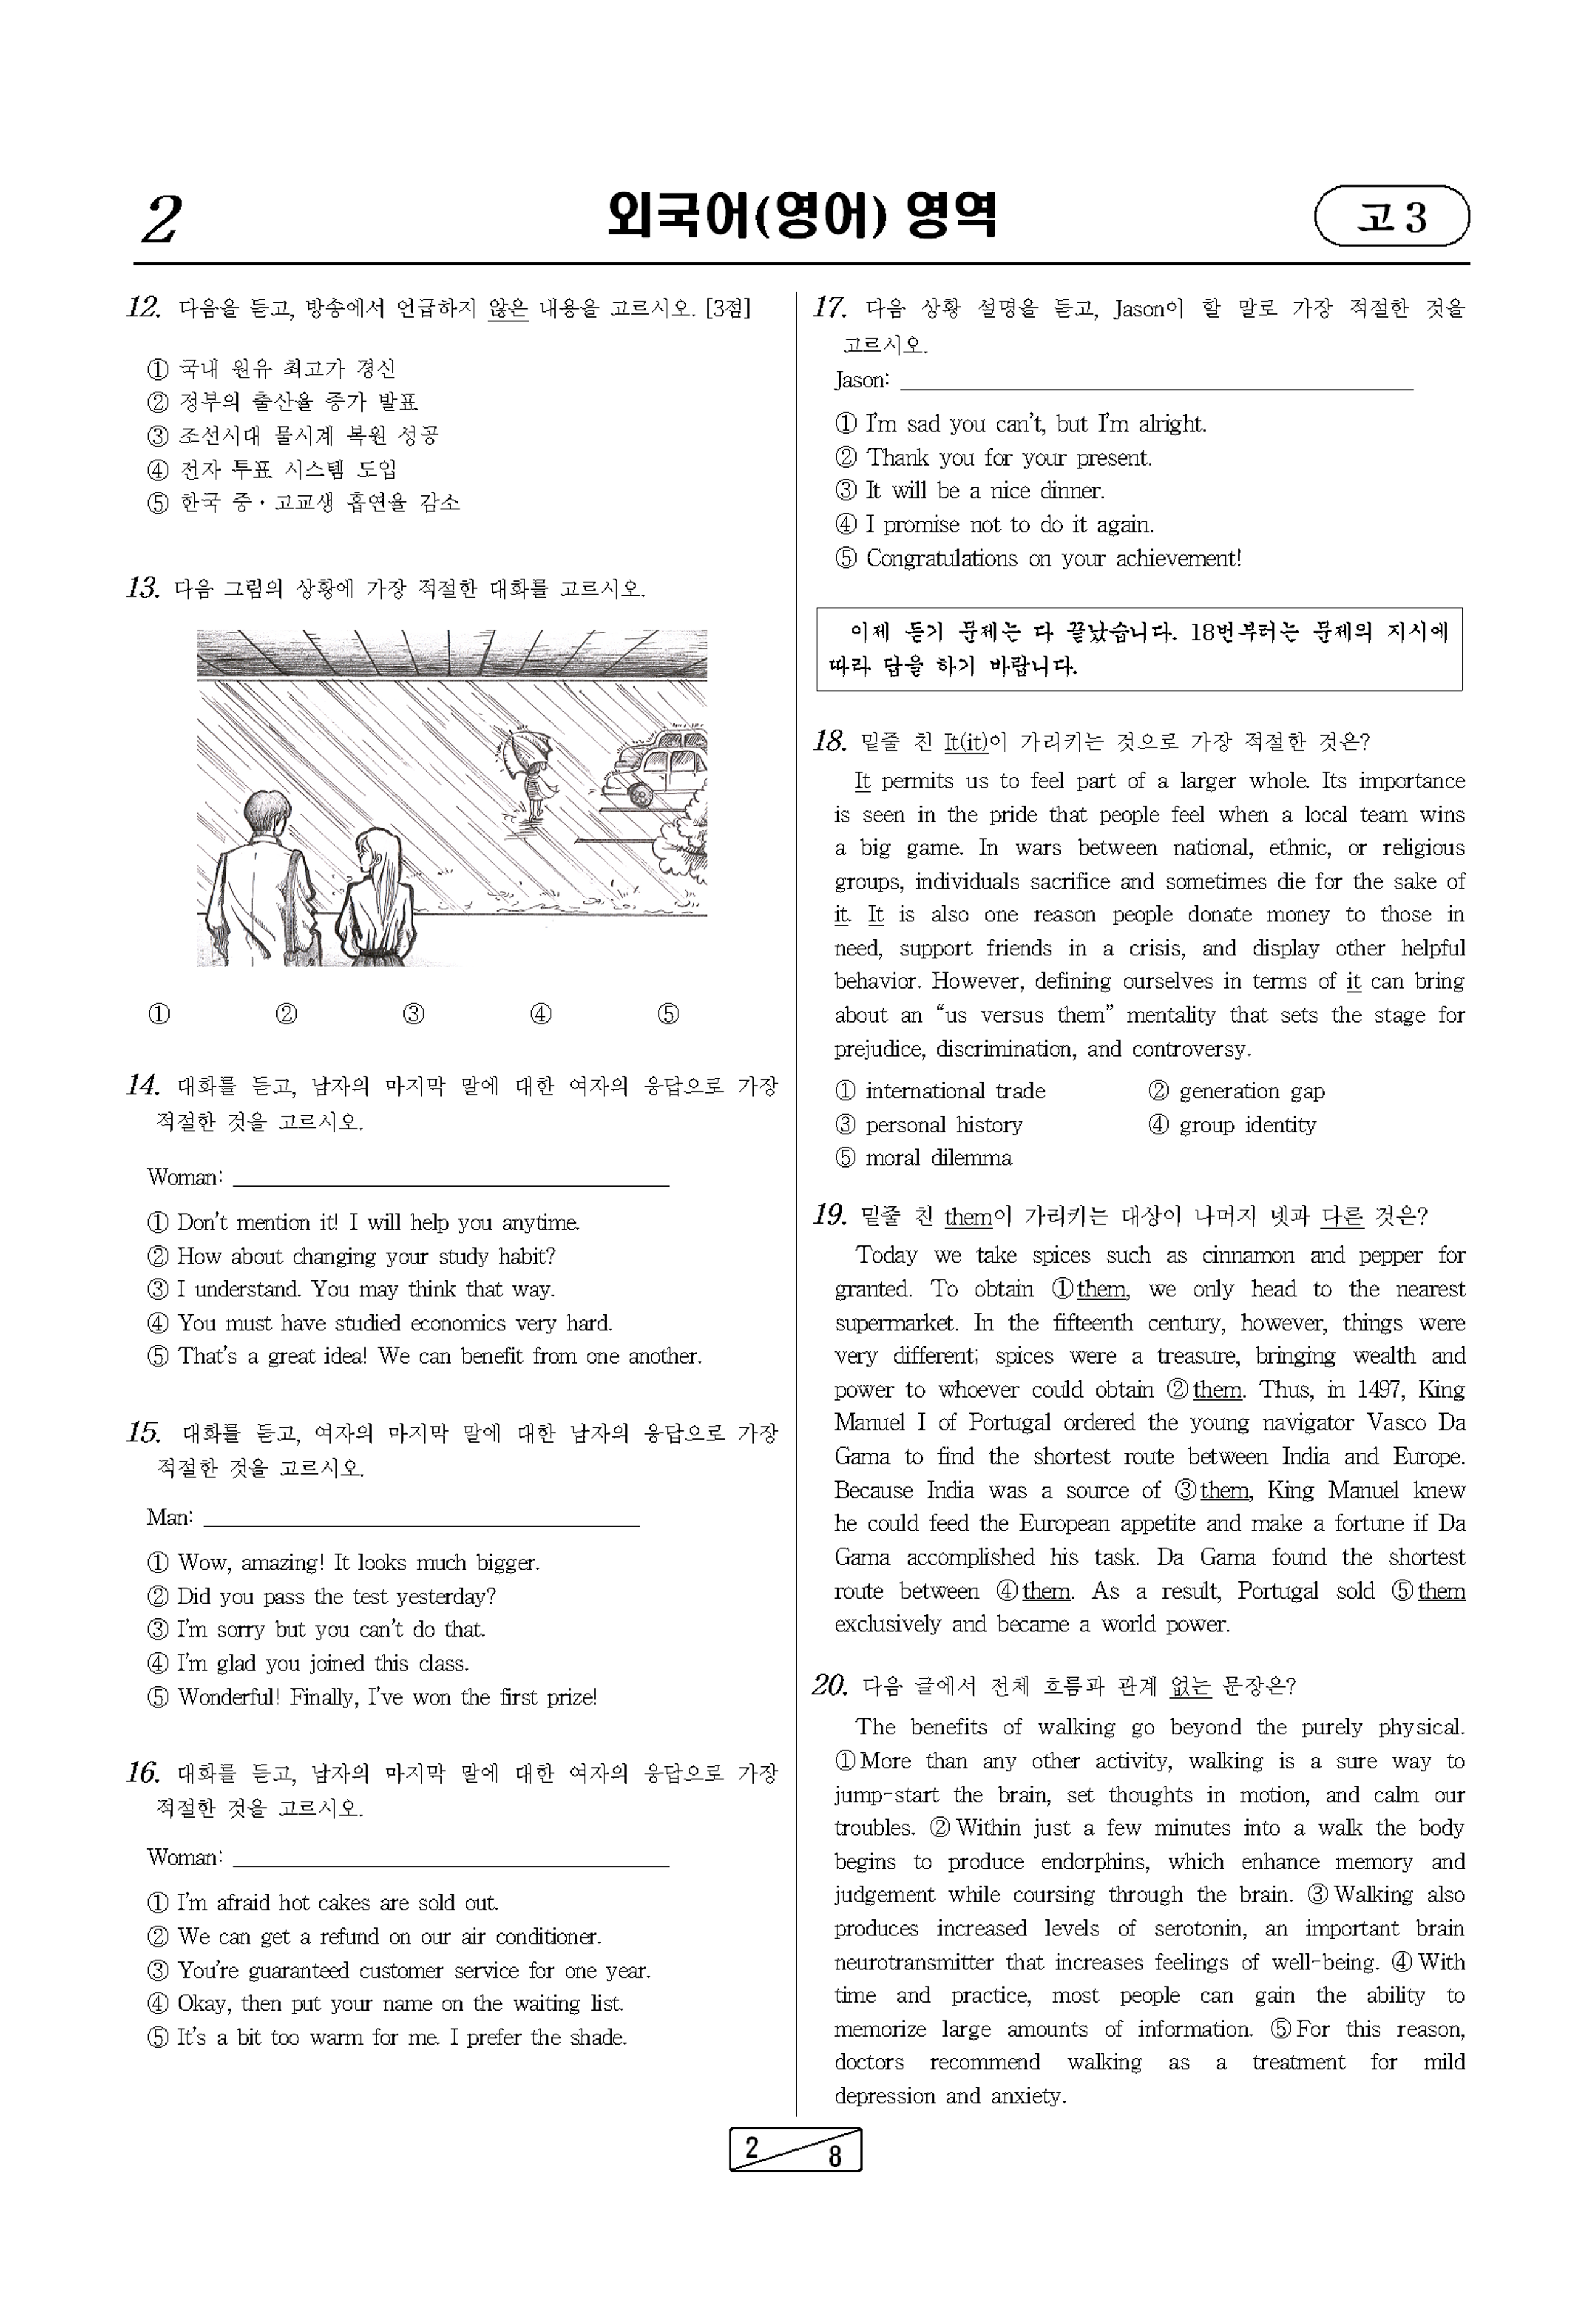 2
외국어(영어) 영역
고 3
12. 다음을 듣고, 방송에서 언급하지 않은 내용을 고르시오. [3점]
① 국내 원유 최고가 경신
② 정부의 출산율 증가 발표
③ 조선시대 물시계 복원 성공
④ 전자 투표 시스템 도입
⑤ 한국 중・고교생 흡연율 감소
13. 다음 그림의 상황에 가장 적절한 대화를 고르시오.
① ② ③ ④ ⑤
14. 대화를 듣고, 남자의 마지막 말에 대한 여자의 응답으로 가장
적절한 것을 고르시오.
Woman:
① Don't mention it! I will help you anytime.
② How about changing your study habit?
③ I understand. You may think that way.
④ You must have studied economics very hard.
⑤ That's a great idea! We can benefit from one another.
15. 대화를 듣고, 여자의 마지막 말에 대한 남자의 응답으로 가장
적절한 것을 고르시오.
Man:
① Wow, amazing! It looks much bigger.
② Did you pass the test yesterday?
③ I'm sorry but you can't do that.
④ I'm glad you joined this class.
⑤ Wonderful! Finally, I've won the first prize!
16. 대화를 듣고, 남자의 마지막 말에 대한 여자의 응답으로 가장
적절한 것을 고르시오.
Woman:
① I'm afraid hot cakes are sold out.
② We can get a refund on our air conditioner.
③ You're guaranteed customer service for one year.
④ Okay, then put your name on the waiting list.
⑤ It's a bit too warm for me. I prefer the shade.
17. 다음 상황 설명을 듣고, Jason이 할 말로 가장 적절한 것을
고르시오.
Jason:
① I'm sad you can't, but I'm alright.
② Thank you for your present.
③ It will be a nice dinner.
④ I promise not to do it again.
⑤ Congratulations on your achievement!
이제 듣기 문제는 다 끝났습니다. 18번부터는 문제의 지시에
따라 답을 하기 바랍니다.
18. 밑줄 친 It(it)이 가리키는 것으로 가장 적절한 것은?
It permits us to feel part of a larger whole. Its importance
is seen in the pride that people feel when a local team wins
a big game. In wars between national, ethnic, or religious
groups, individuals sacrifice and sometimes die for the sake of
it. It is also one reason people donate money to those in
need, support friends in a crisis, and display other helpful
behavior. However, defining ourselves in terms of it can bring
about an “us versus them” mentality that sets the stage for
prejudice, discrimination, and controversy.
① international trade ② generation gap
③ personal history ④ group identity
⑤ moral dilemma
19. 밑줄 친 them이 가리키는 대상이 나머지 넷과 다른 것은?
Today we take spices such as cinnamon and pepper for
granted. To obtain ①them, we only head to the nearest
supermarket. In the fifteenth century, however, things were
very different; spices were a treasure, bringing wealth and
power to whoever could obtain ②them. Thus, in 1497, King
Manuel I of Portugal ordered the young navigator Vasco Da
Gama to find the shortest route between India and Europe.
Because India was a source of ③them, King Manuel knew
he could feed the European appetite and make a fortune if Da
Gama accomplished his task. Da Gama found the shortest
route between ④them. As a result, Portugal sold ⑤them
exclusively and became a world power.
20. 다음 글에서 전체 흐름과 관계 없는 문장은?
The benefits of walking go beyond the purely physical.
①More than any other activity, walking is a sure way to
jump-start the brain, set thoughts in motion, and calm our
troubles. ②Within just a few minutes into a walk the body
begins to produce endorphins, which enhance memory and
judgement while coursing through the brain. ③Walking also
produces increased levels of serotonin, an important brain
neurotransmitter that increases feelings of well-being. ④With
time and practice, most people can gain the ability to
memorize large amounts of information. ⑤For this reason,
doctors recommend walking as a treatment for mild
depression and anxiety.
2 8